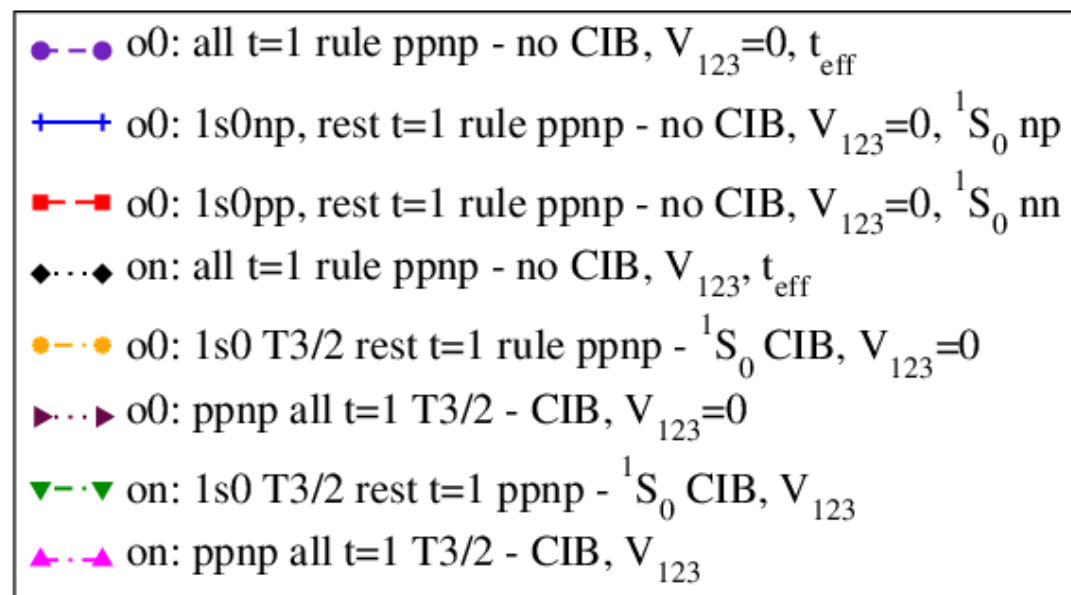 o0: all t=1 rule ppnp - no CIB, V₁₂₃=0, t_eff
o0: 1s0np, rest t=1 rule ppnp - no CIB, V₁₂₃=0, ¹S₀ np
o0: 1s0pp, rest t=1 rule ppnp - no CIB, V₁₂₃=0, ¹S₀ nn
on: all t=1 rule ppnp - no CIB, V₁₂₃, t_eff
o0: 1s0 T3/2 rest t=1 rule ppnp - ¹S₀ CIB, V₁₂₃=0
o0: ppnp all t=1 T3/2 - CIB, V₁₂₃=0
on: 1s0 T3/2 rest t=1 ppnp - ¹S₀ CIB, V₁₂₃
on: ppnp all t=1 T3/2 - CIB, V₁₂₃